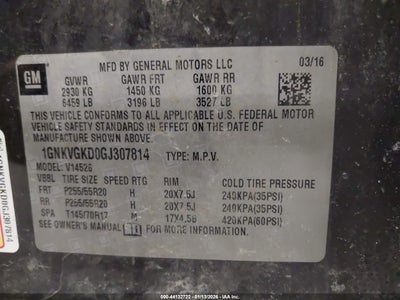 GM
MFD BY GENERAL MOTORS LLC 03/16
GVWR GAWR FRT GAWR RR
2930 KG 1450 KG 1600 KG
6459 LB 3196 LB 3527 LB
THIS VEHICLE CONFORMS TO ALL APPLICABLE U.S. FEDERAL MOTOR
VEHICLE SAFETY STANDARDS IN EFFECT ON THE DATE OF
MANUFACTURE SHOWN ABOVE.
1GNKVGKD0GJ307814 TYPE: M.P.V.
MODEL: V14526
VBBL TIRE SIZE SPEED RTG RIM COLD TIRE PRESSURE
FRT P255/55R20 H 20X7.5J 240KPA(35PSI)
RR P255/55R20 H 20X7.5J 240KPA(35PSI)
SPA T145/70R17 M 17X4.5B 420KPA(60PSI)
SEE OWNER'S MANUAL FOR MORE INFORMATION.
1GNKVGKD0GJ307814
ID: 44132722 - 01/13/2026 - © IAA, Holdings, LLC